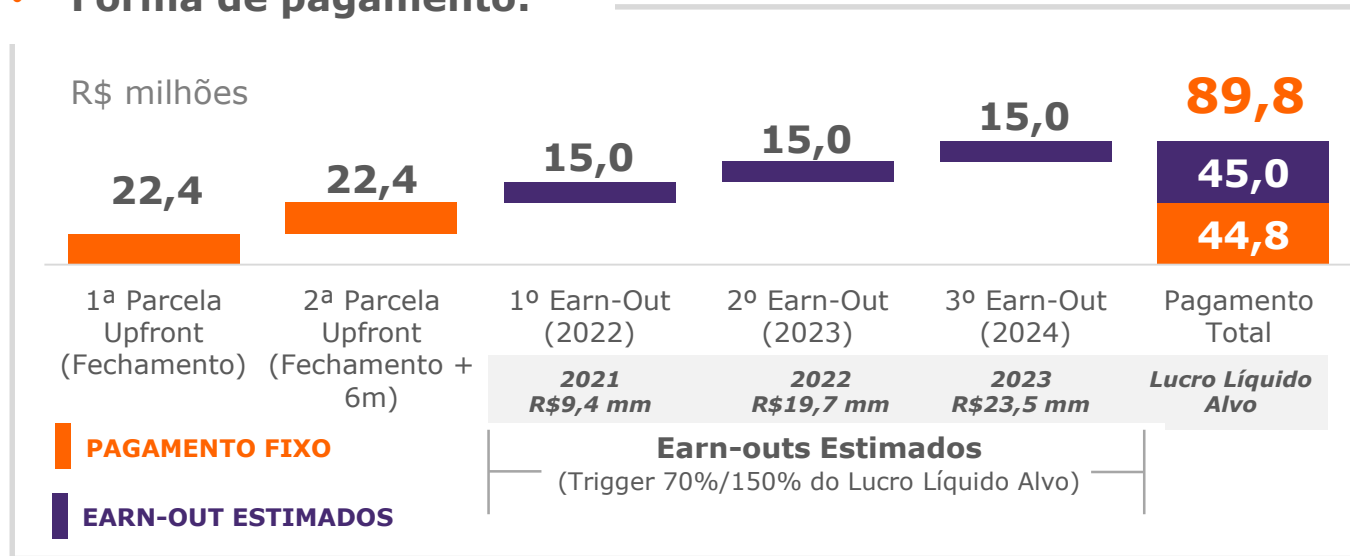 • Forma de pagamento:
R$ milhões
22,4
22,4
15,0
15,0
15,0
89,8
45,0
44,8
1ª Parcela
Upfront
(Fechamento)
2ª Parcela
Upfront
(Fechamento +
6m)
1º Earn-Out
(2022)
2º Earn-Out
(2023)
3º Earn-Out
(2024)
Pagamento
Total
2021
R$9,4 mm
2022
R$19,7 mm
2023
R$23,5 mm
Lucro Líquido
Alvo
PAGAMENTO FIXO
EARN-OUT ESTIMADOS
Earn-outs Estimados
(Trigger 70%/150% do Lucro Líquido Alvo)